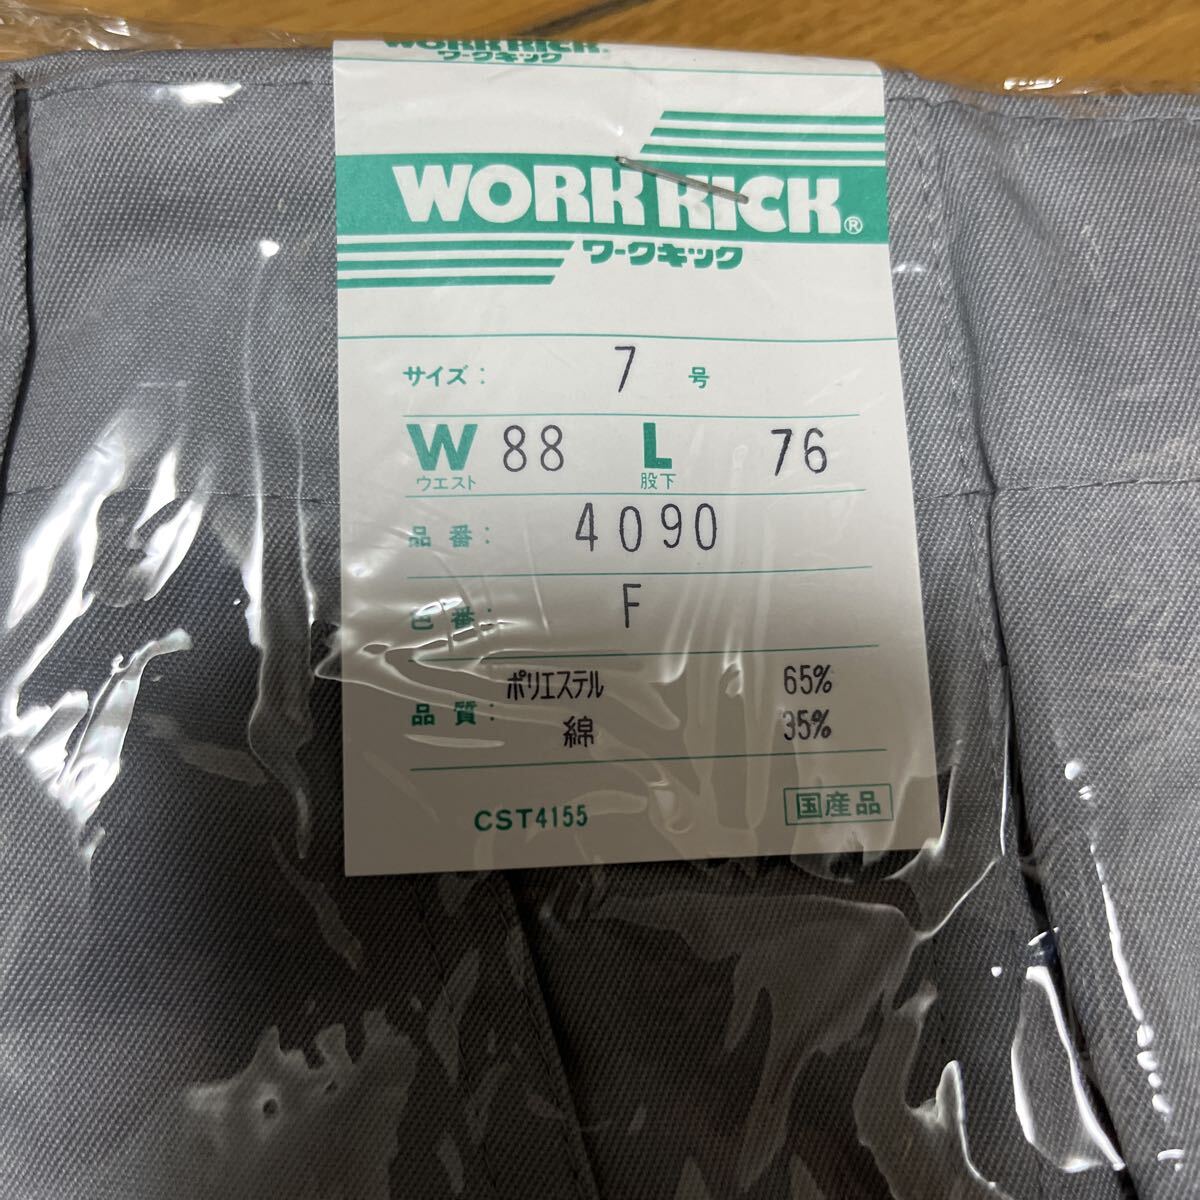 WORK KICK®
ワークキック
WORK KICK®
ワークキック
サイズ： 7 号
W 88 L 76
ウエスト 股下
品番： 4090
色番： F
ポリエステル 65%
品質：
綿 35%
CST4155 国産品